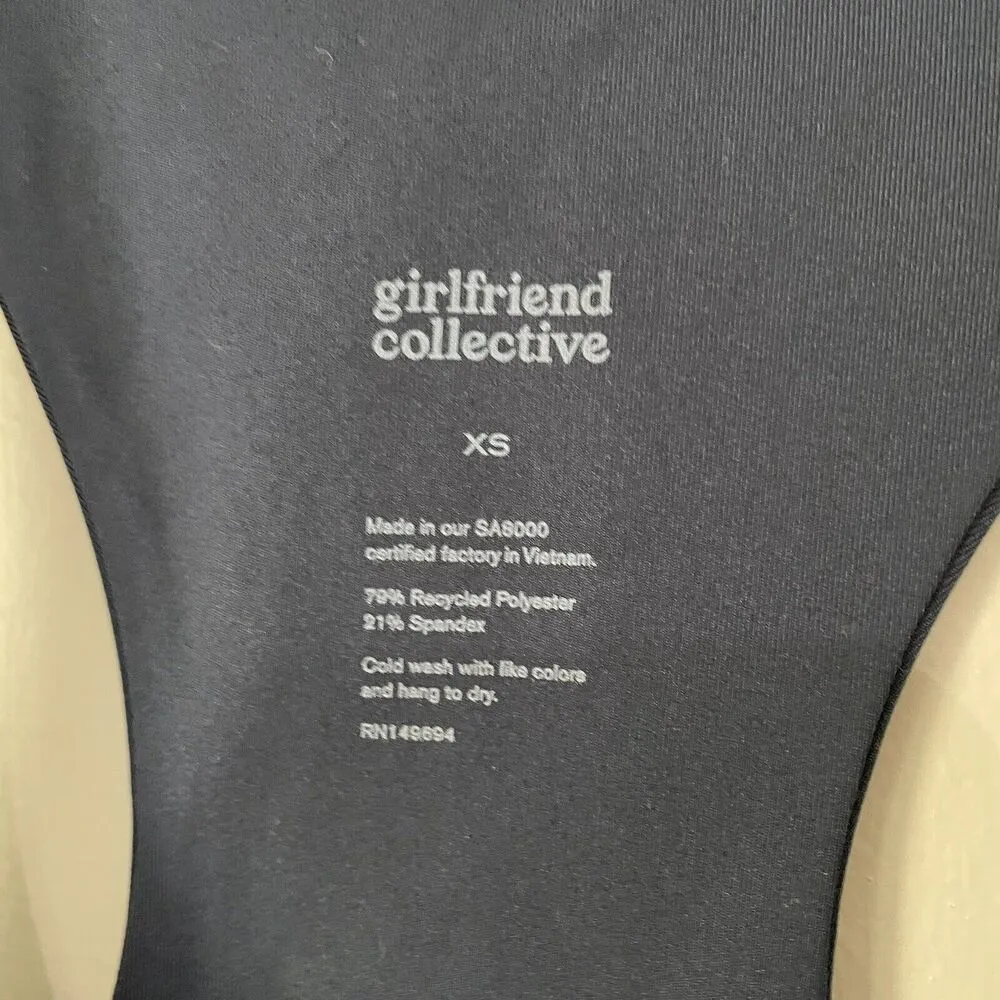 girlfriend
collective
XS
Made in our SA8000
certified factory in Vietnam.
79% Recycled Polyester
21% Spandex
Cold wash with like colors
and hang to dry.
RN149694